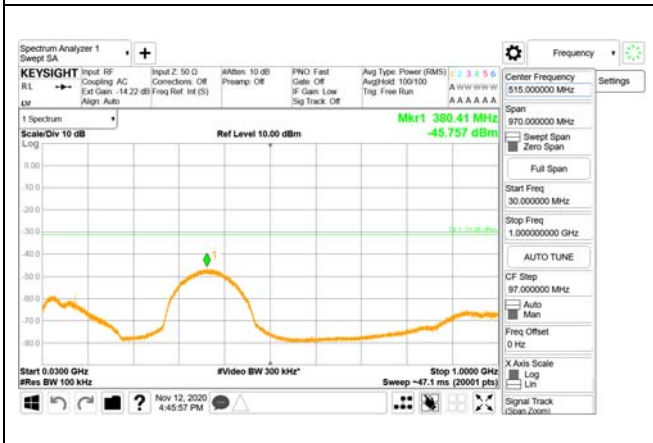 Spectrum Analyzer 1
Swept SA
Frequency
KEYSIGHT
RL
Input: RF
Coupling: AC
Ext Gain: -14.22 dB
Align: Auto
Input Z: 50 Ω
Corrections: Off
Freq Ref: Int (S)
#Atten: 10 dB
Preamp: Off
PNO: Fast
Gate: Off
IF Gain: Low
Sig Track: Off
Avg Type: Power (RMS)
Avg|Hold: 100/100
Trig: Free Run
1 2 3 4 5 6
A W W W W W
A A A A A A
1 Spectrum
Scale/Div 10 dB
Log
Ref Level 10.00 dBm
Mkr1 380.41 MHz
-45.757 dBm
0.00
-10.0
-20.0
-30.0
-40.0
-50.0
-60.0
-70.0
-80.0
1
Start 0.0300 GHz
#Res BW 100 kHz
#Video BW 300 kHz*
Stop 1.0000 GHz
Sweep ~47.1 ms (20001 pts)
Nov 12, 2020
4:45:57 PM
Center Frequency
515.000000 MHz
Settings
Span
970.000000 MHz
Swept Span
Zero Span
Full Span
Start Freq
30.000000 MHz
Stop Freq
1.000000000 GHz
AUTO TUNE
CF Step
97.000000 MHz
Auto
Man
Freq Offset
0 Hz
X Axis Scale
Log
Lin
Signal Track
(Span Zoom)